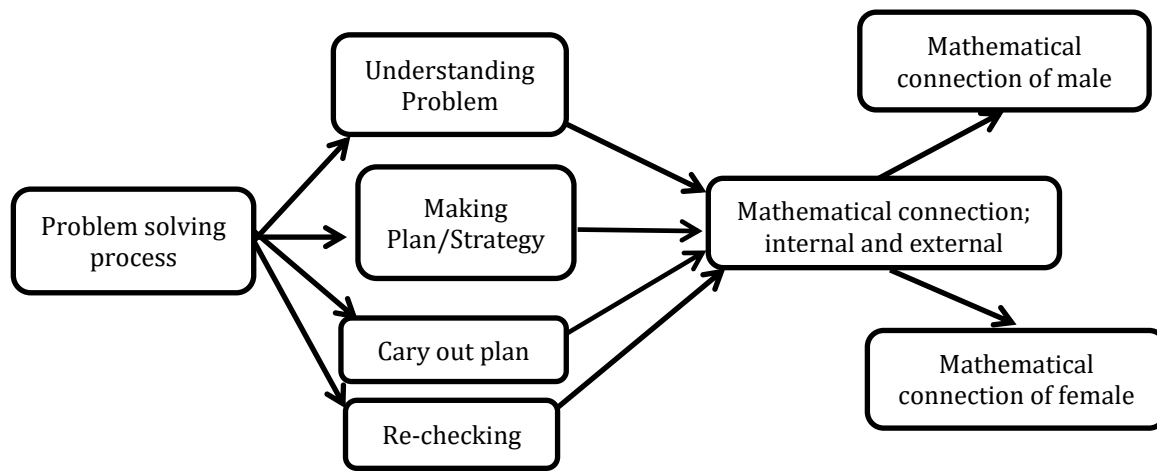 Problem solving
process
Understanding
Problem
Making
Plan/Strategy
Cary out plan
Re-checking
Mathematical connection;
internal and external
Mathematical
connection of male
Mathematical
connection of female